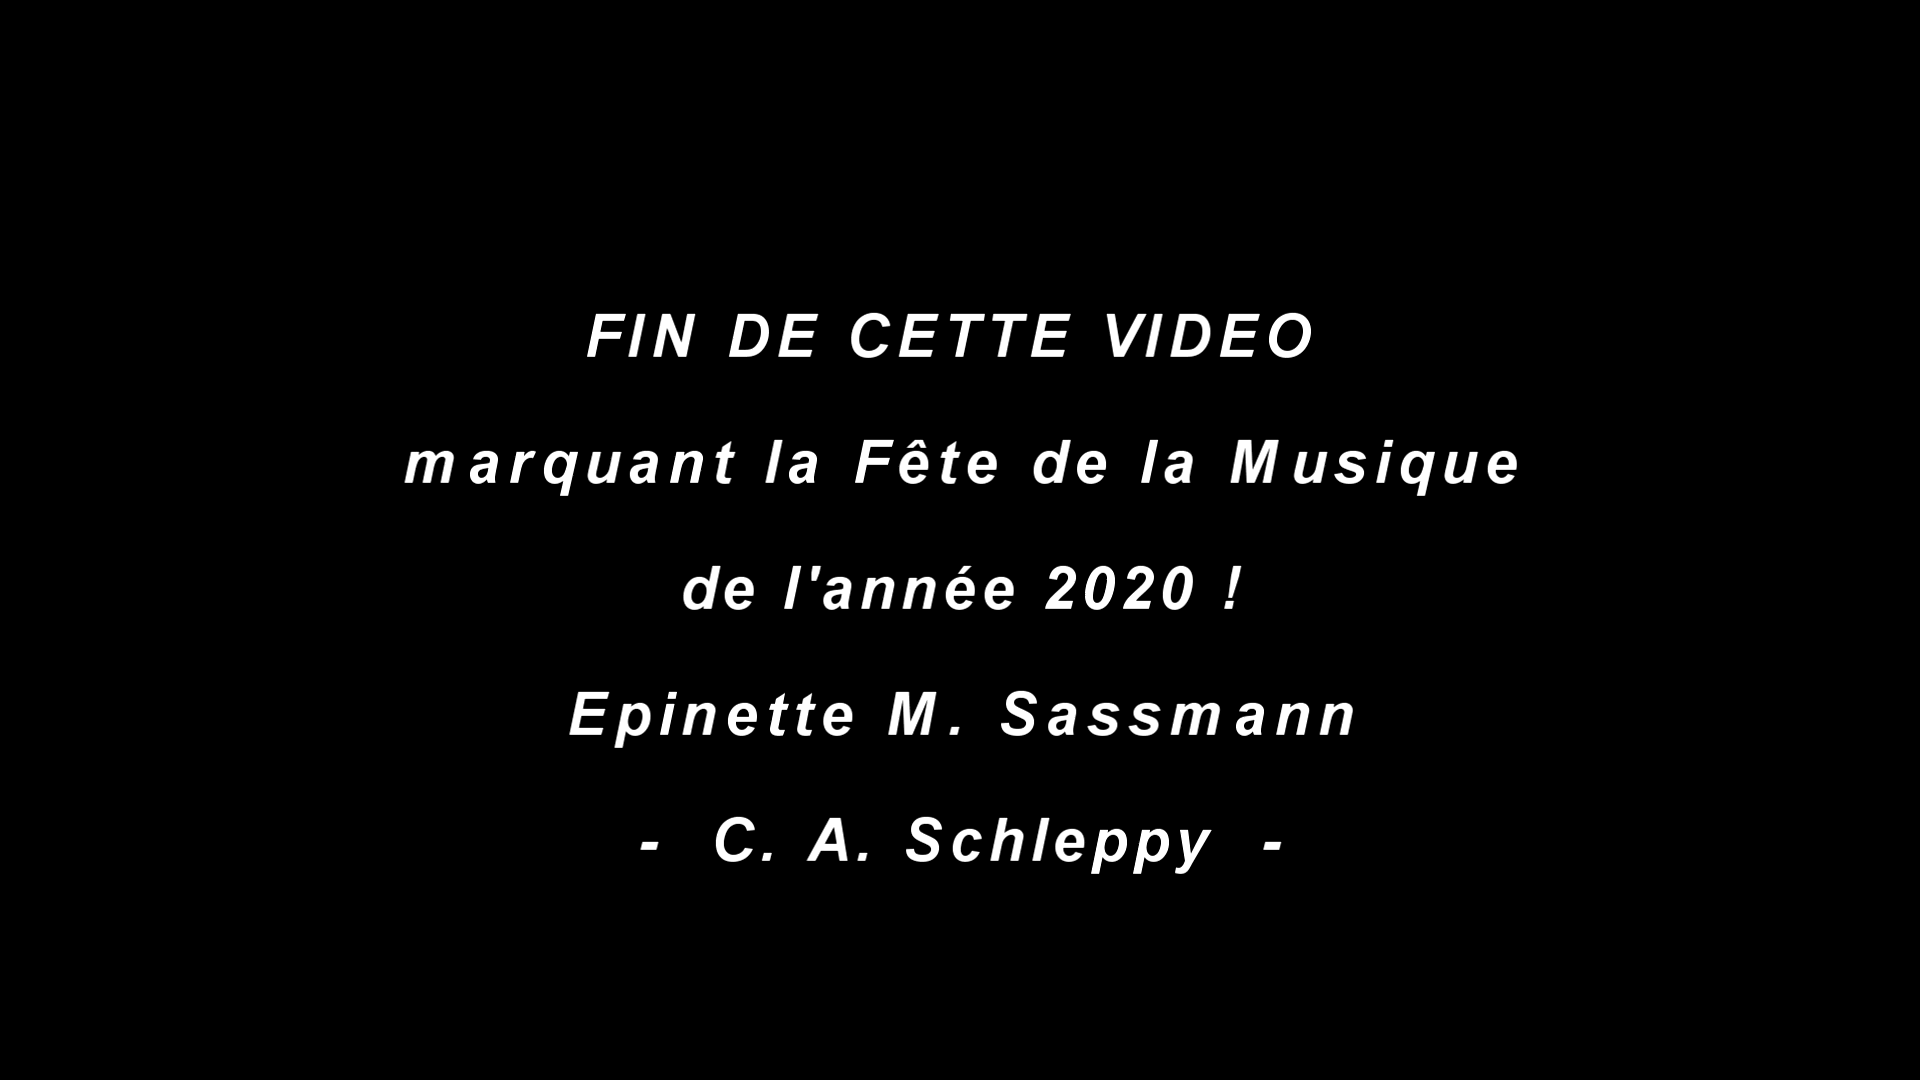 FIN DE CETTE VIDEO
marquant la Fête de la Musique
de l'année 2020 !
Epinette M. Sassmann
- C. A. Schleppy -